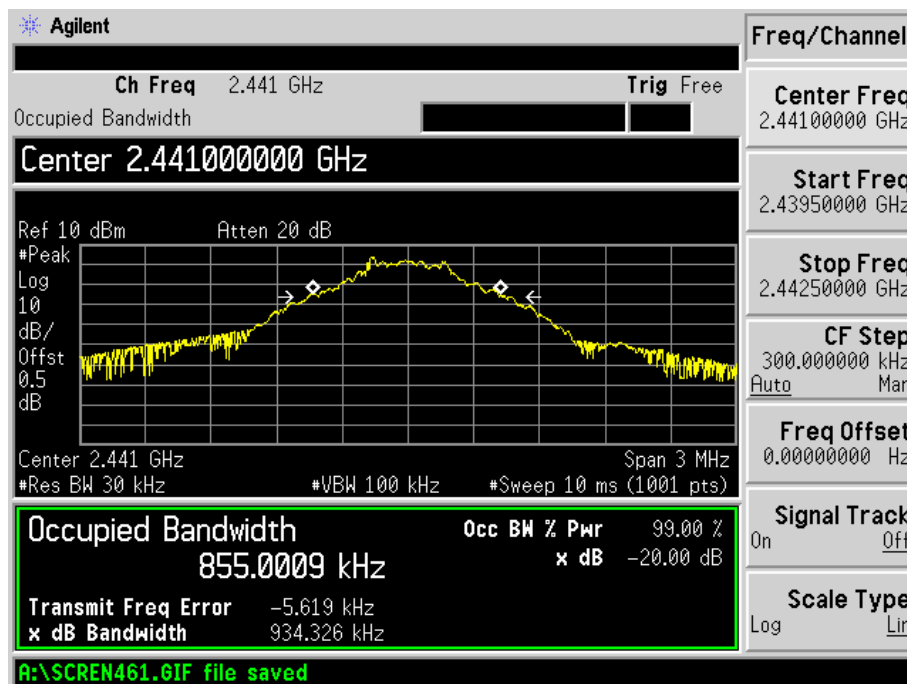 Agilent
Freq/Channel
Ch Freq 2.441 GHz Trig Free
Occupied Bandwidth
Center 2.441000000 GHz
Ref 10 dBm Atten 20 dB
#Peak
Log
10
dB/
Offst
0.5
dB
Center 2.441 GHz Span 3 MHz
#Res BW 30 kHz #VBW 100 kHz #Sweep 10 ms (1001 pts)
Occupied Bandwidth
855.0009 kHz
Occ BW % Pwr 99.00 %
x dB -20.00 dB
Transmit Freq Error -5.619 kHz
x dB Bandwidth 934.326 kHz
A:\SCREN461.GIF file saved
Center Freq
2.44100000 GHz
Start Freq
2.43950000 GHz
Stop Freq
2.44250000 GHz
CF Step
300.000000 kHz
Auto Man
Freq Offset
0.00000000 Hz
Signal Track
On Off
Scale Type
Log Lin